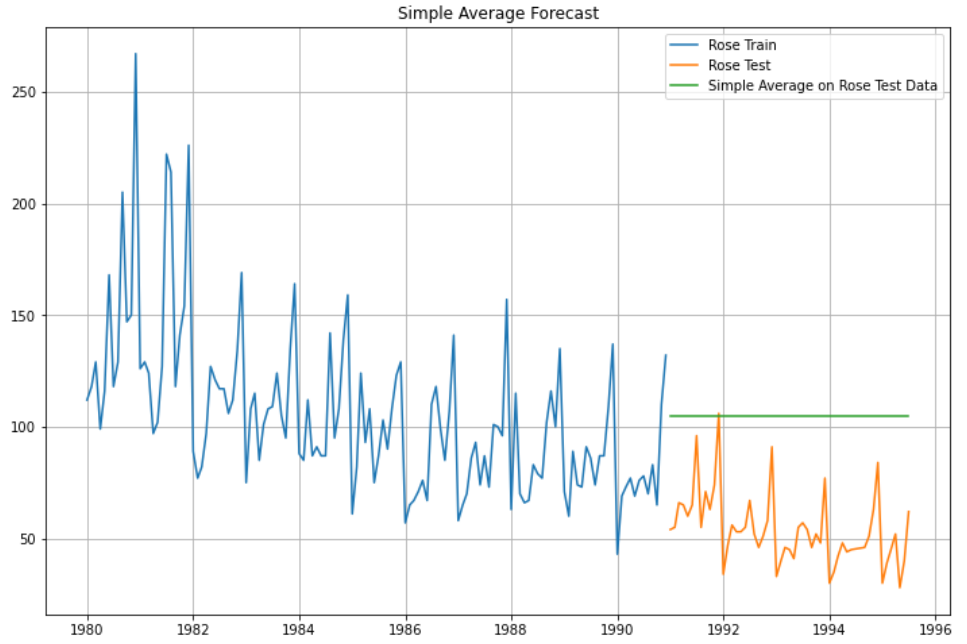 Simple Average Forecast
Rose Train
Rose Test
Simple Average on Rose Test Data
250
200
150
100
50
1980 1982 1984 1986 1988 1990 1992 1994 1996